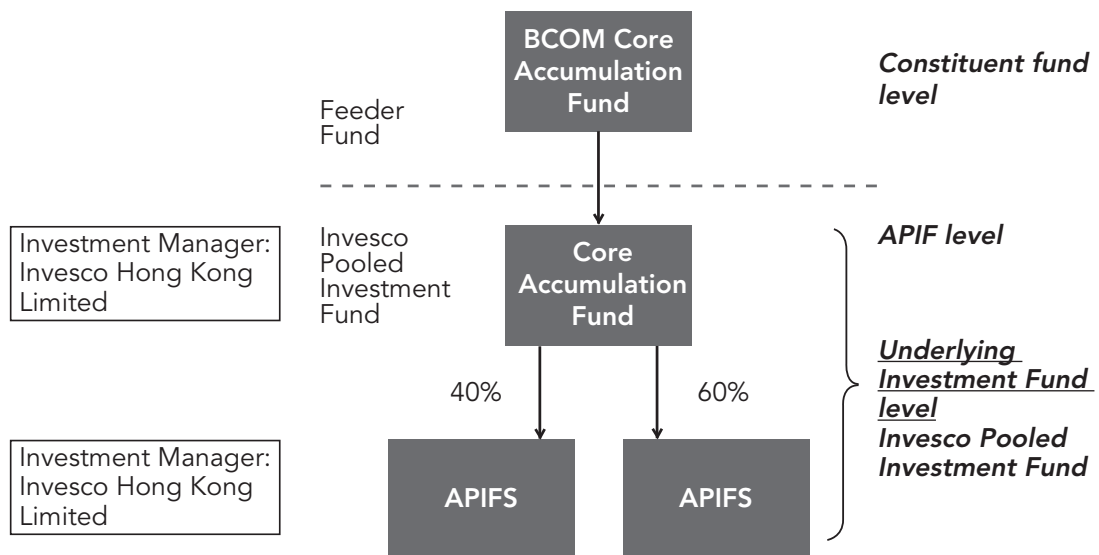 BCOM Core
Accumulation
Fund
Constituent fund
level
Feeder
Fund
Investment Manager:
Invesco Hong Kong
Limited
Invesco
Pooled
Investment
Fund
Core
Accumulation
Fund
APIF level
40%
60%
Underlying
Investment Fund
level
Invesco Pooled
Investment Fund
Investment Manager:
Invesco Hong Kong
Limited
APIFS
APIFS